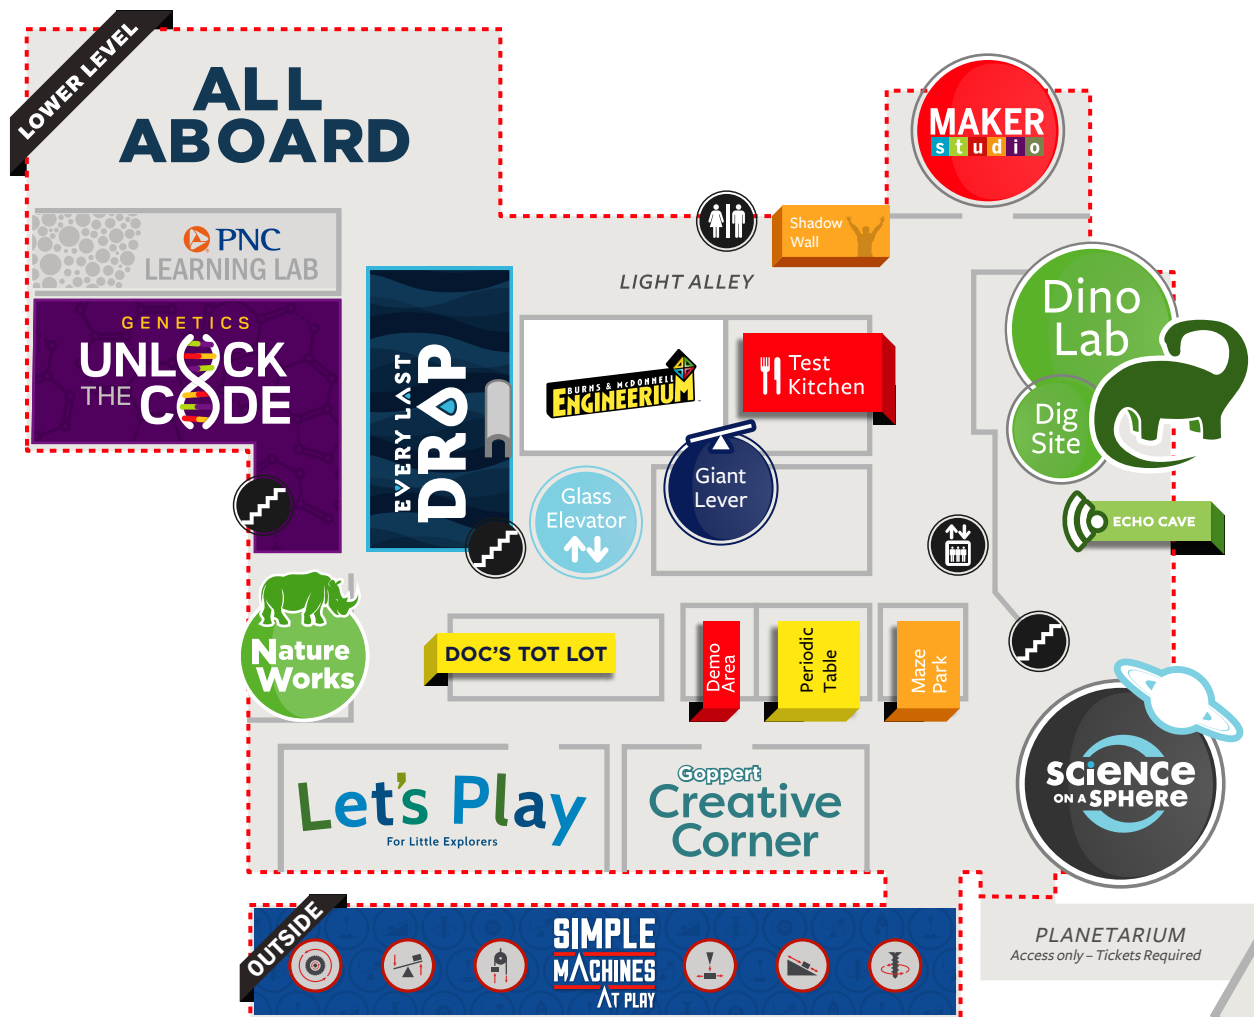 LOWER LEVEL
ALL
ABOARD
MAKER
studio
Shadow
Wall
LIGHT ALLEY
PNC
LEARNING LAB
GENETICS
UNLOCK
THE CODE
EVERY LAST
DROP
BURNS & McDONNELL
ENGINEERIUM
Test
Kitchen
Dino
Lab
Dig
Site
Giant
Lever
Glass
Elevator
ECHO CAVE
Nature
Works
DOC'S TOT LOT
Demo
Area
Periodic
Table
Maze
Park
SCIENCE
ON A SPHERE
Let's Play
For Little Explorers
Goppert
Creative
Corner
OUTSIDE
SIMPLE
MACHINES
AT PLAY
PLANETARIUM
Access only – Tickets Required